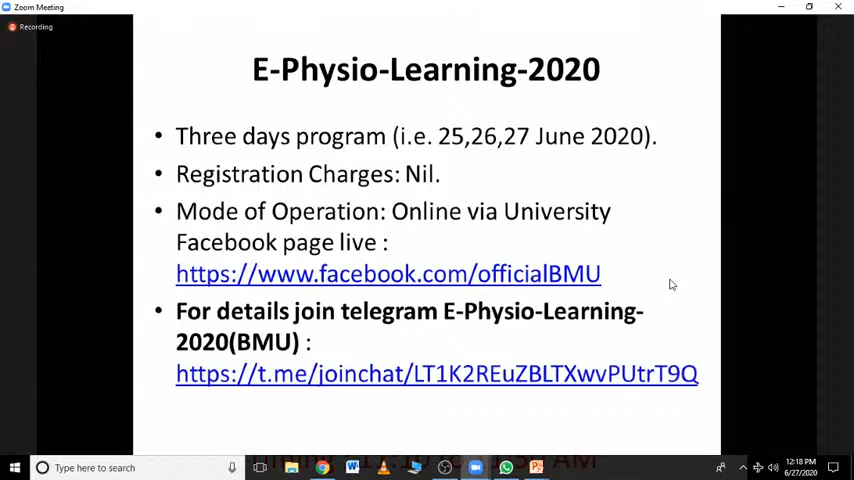 Zoom Meeting
Recording
E-Physio-Learning-2020
• Three days program (i.e. 25,26,27 June 2020).
• Registration Charges: Nil.
• Mode of Operation: Online via University
Facebook page live :
https://www.facebook.com/officialBMU
• For details join telegram E-Physio-Learning-
2020(BMU) :
https://t.me/joinchat/LT1K2REuZBLTXwvPUtrT9Q
Type here to search
12:18 PM
6/27/2020